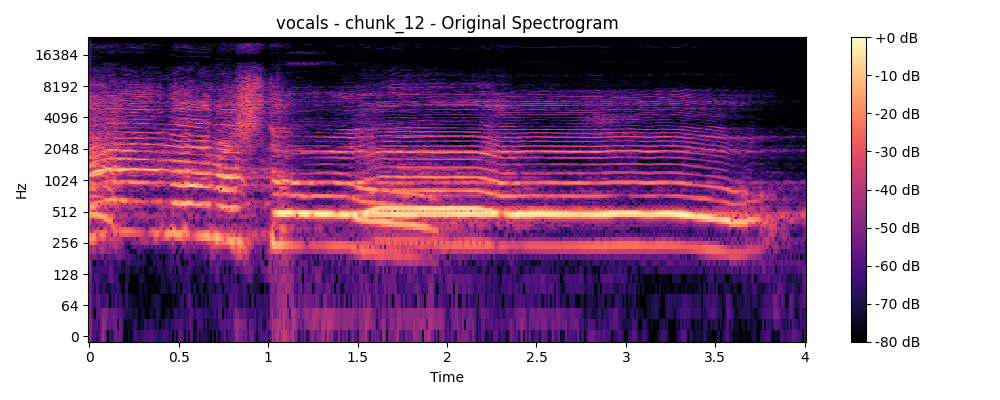 vocals - chunk_12 - Original Spectrogram
Hz
16384
8192
4096
2048
1024
512
256
128
64
0
0 0.5 1 1.5 2 2.5 3 3.5 4
Time
+0 dB
-10 dB
-20 dB
-30 dB
-40 dB
-50 dB
-60 dB
-70 dB
-80 dB